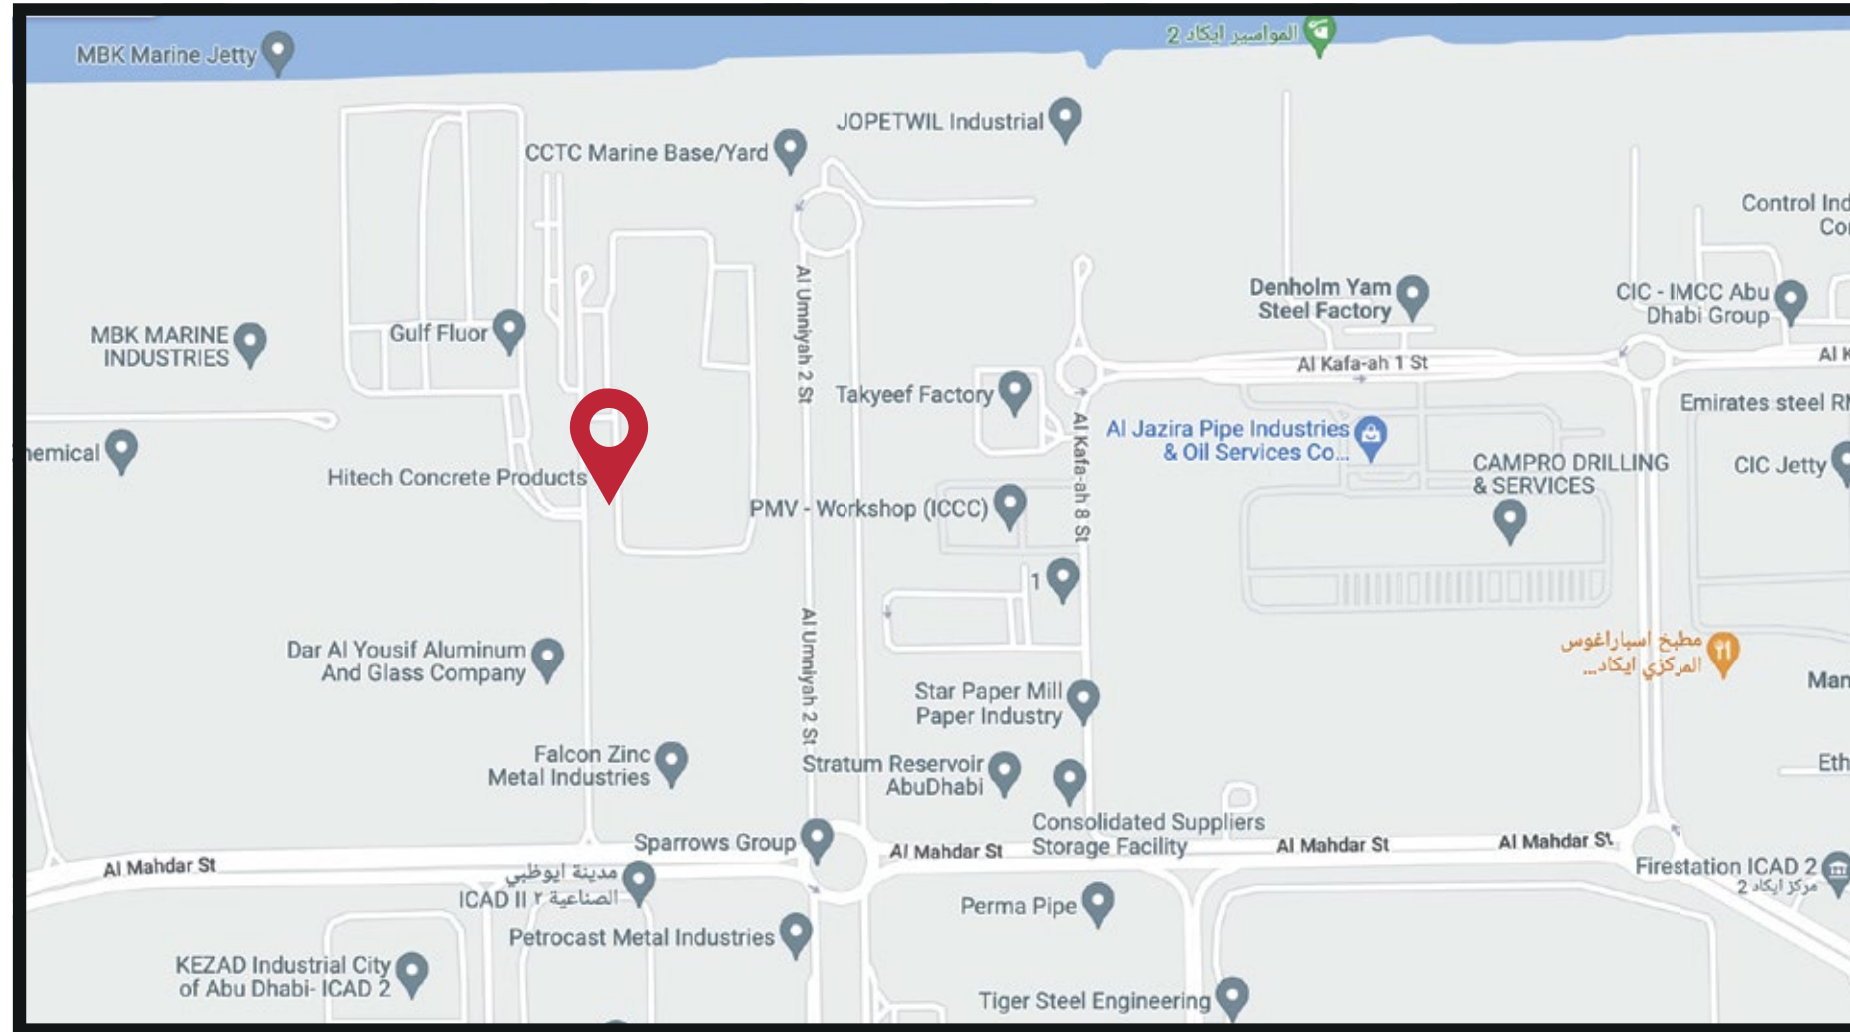 المواسير ايكاد 2
MBK Marine Jetty
JOPETWIL Industrial
CCTC Marine Base/Yard
Control Ind
Denholm Yam
Steel Factory
CIC - IMCC Abu
Dhabi Group
MBK MARINE
INDUSTRIES
Gulf Fluor
Al Umniyah 2 St
Al Kafa-ah 1 St
Al K
Takyeef Factory
Emirates steel
Al Jazira Pipe Industries
& Oil Services Co...
Al Kafa-ah 8 St
hemical
CAMPRO DRILLING
& SERVICES
CIC Jetty
Hitech Concrete Products
PMV - Workshop (ICCC)
1
مطبخ اسباراغوس
المركزي ايكاد...
Dar Al Yousif Aluminum
And Glass Company
Al Umniyah 2 St
Star Paper Mill
Paper Industry
Man
Falcon Zinc
Metal Industries
Stratum Reservoir
AbuDhabi
Eth
Consolidated Suppliers
Storage Facility
Sparrows Group
Al Mahdar St
Al Mahdar St
Al Mahdar St
Al Mahdar St
Firestation ICAD 2
مركز ايكاد 2
مدينة ابوظبي
الصناعية ٢ ICAD II
Perma Pipe
Petrocast Metal Industries
KEZAD Industrial City
of Abu Dhabi- ICAD 2
Tiger Steel Engineering